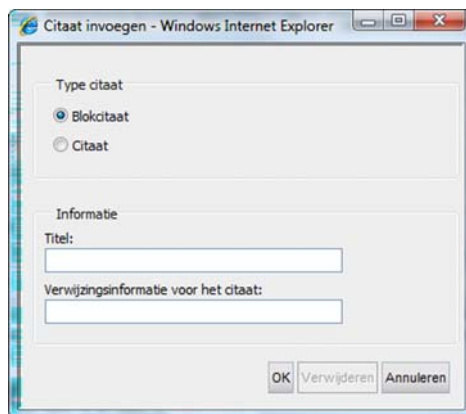 Citaat invoegen - Windows Internet Explorer
Type citaat
Blokcitaat
Citaat
Informatie
Titel:
Verwijzingsinformatie voor het citaat:
OK Verwijderen Annuleren